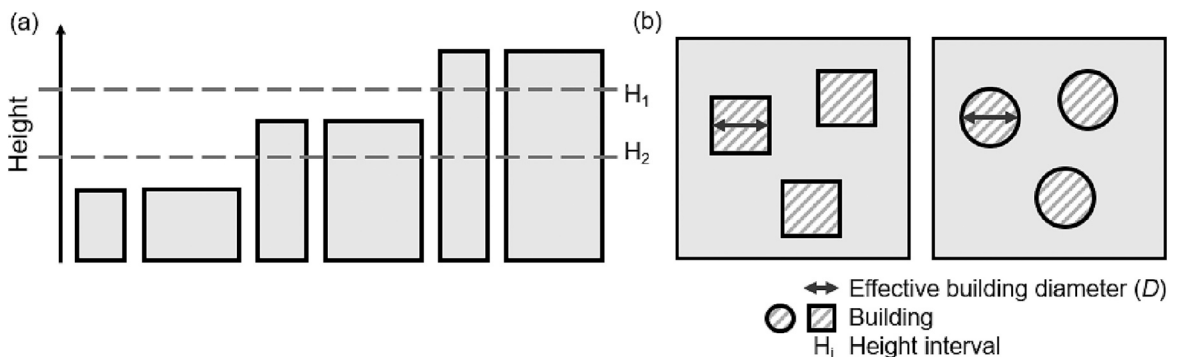 (a)
Height
H₁
H₂
(b)
Effective building diameter (D)
Building
Hᵢ Height interval